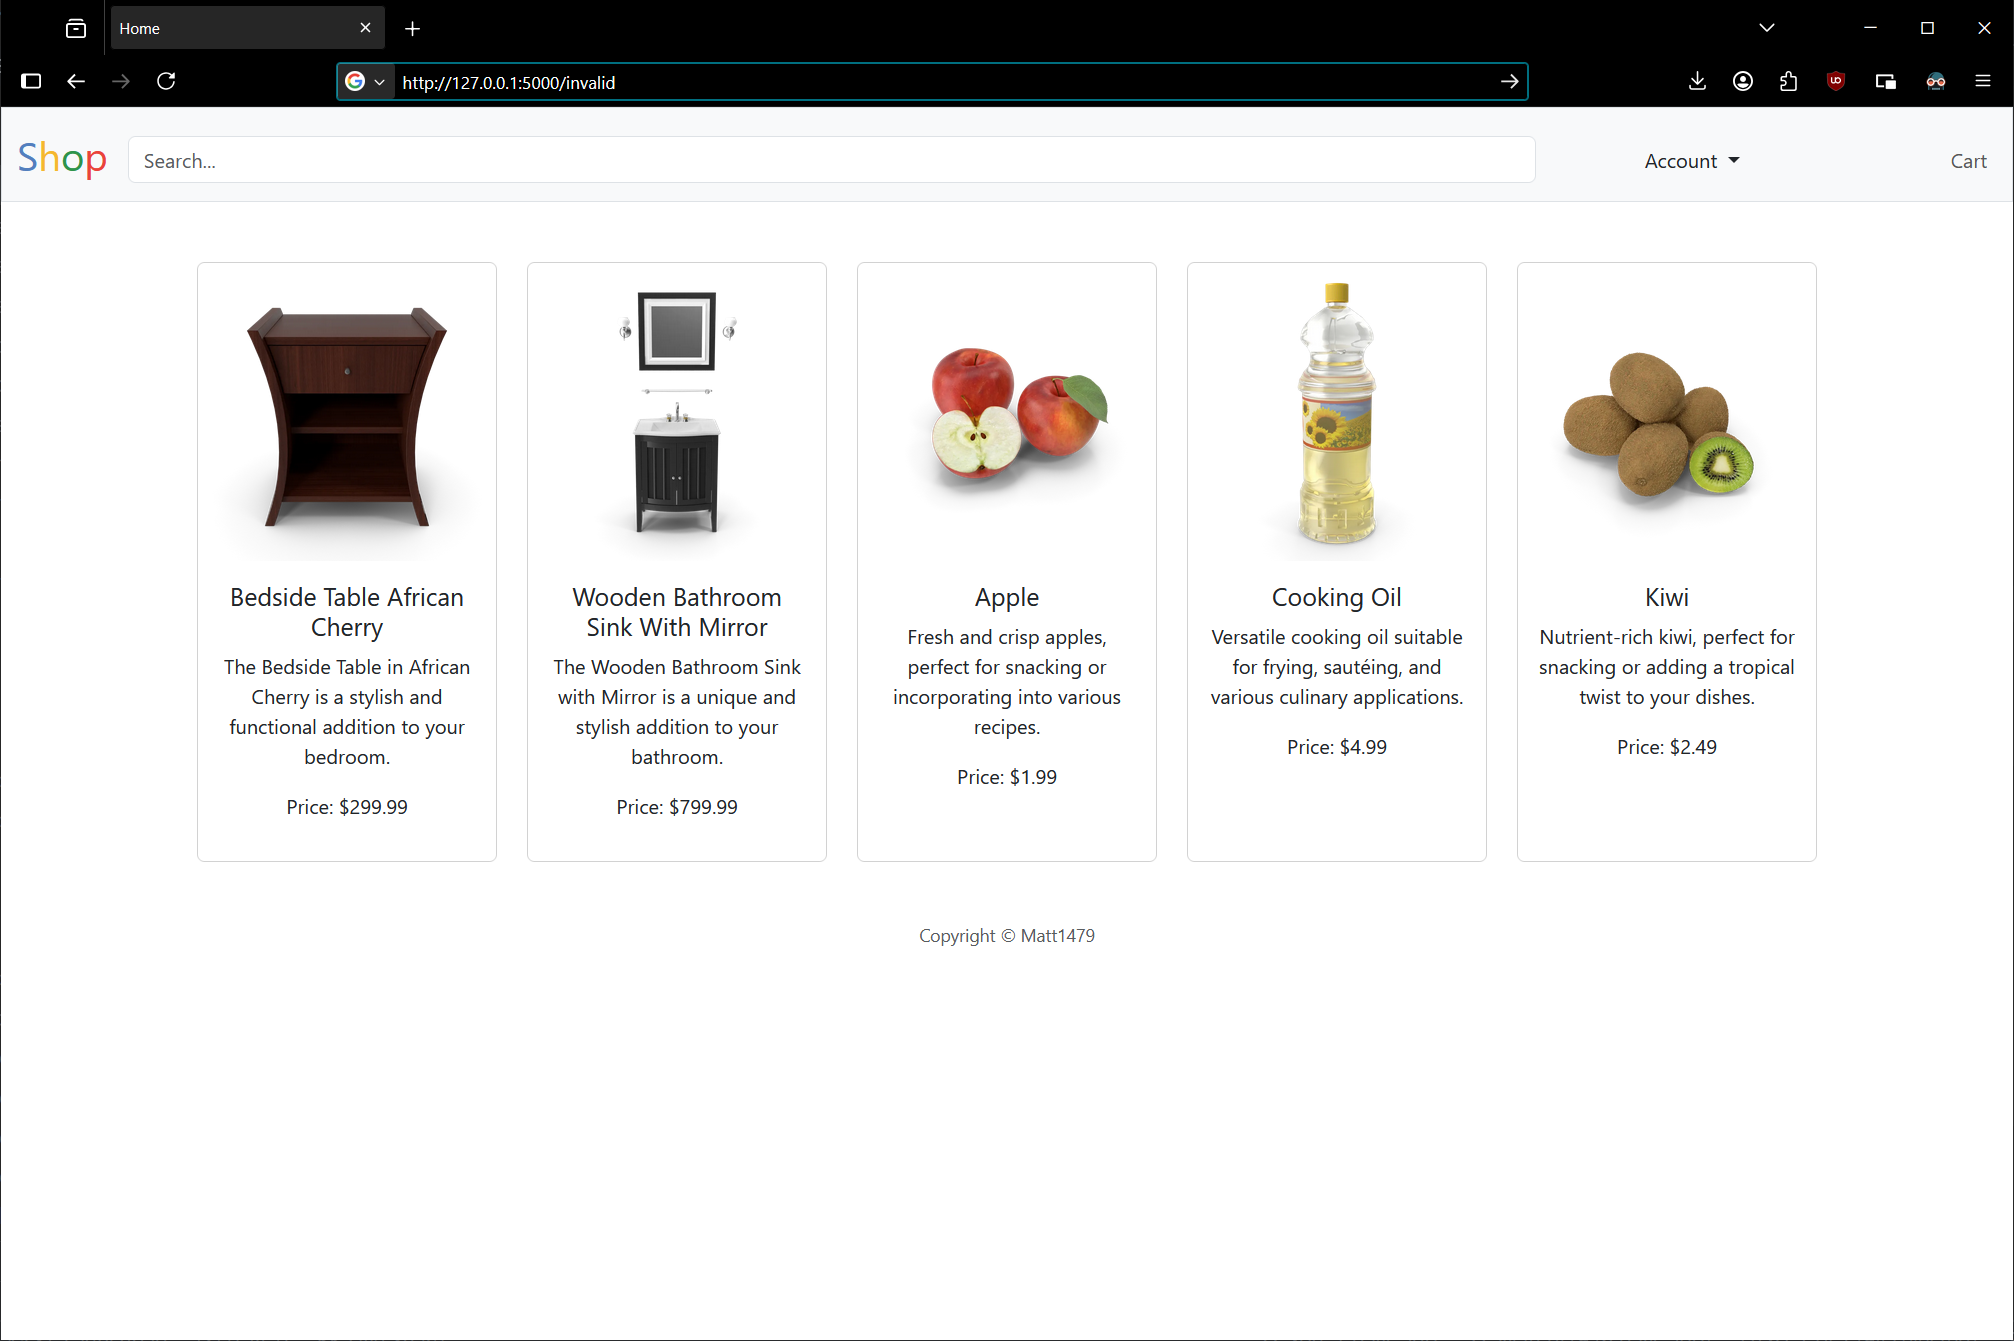 Home
http://127.0.0.1:5000/invalid
Shop
Search...
Account
Cart
Bedside Table African
Cherry
The Bedside Table in African
Cherry is a stylish and
functional addition to your
bedroom.
Price: $299.99
Wooden Bathroom
Sink With Mirror
The Wooden Bathroom Sink
with Mirror is a unique and
stylish addition to your
bathroom.
Price: $799.99
Apple
Fresh and crisp apples,
perfect for snacking or
incorporating into various
recipes.
Price: $1.99
Cooking Oil
Versatile cooking oil suitable
for frying, sautéing, and
various culinary applications.
Price: $4.99
Kiwi
Nutrient-rich kiwi, perfect for
snacking or adding a tropical
twist to your dishes.
Price: $2.49
Copyright © Matt1479